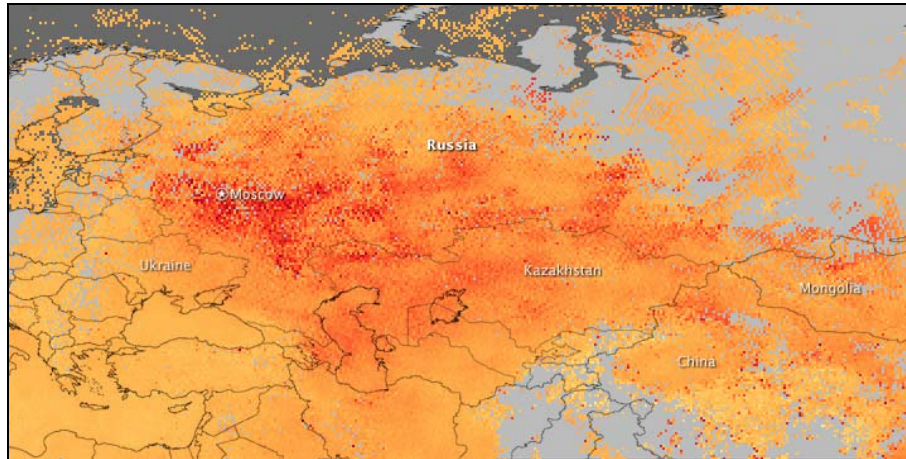 Russia
Moscow
Ukraine
Kazakhstan
Mongolia
China